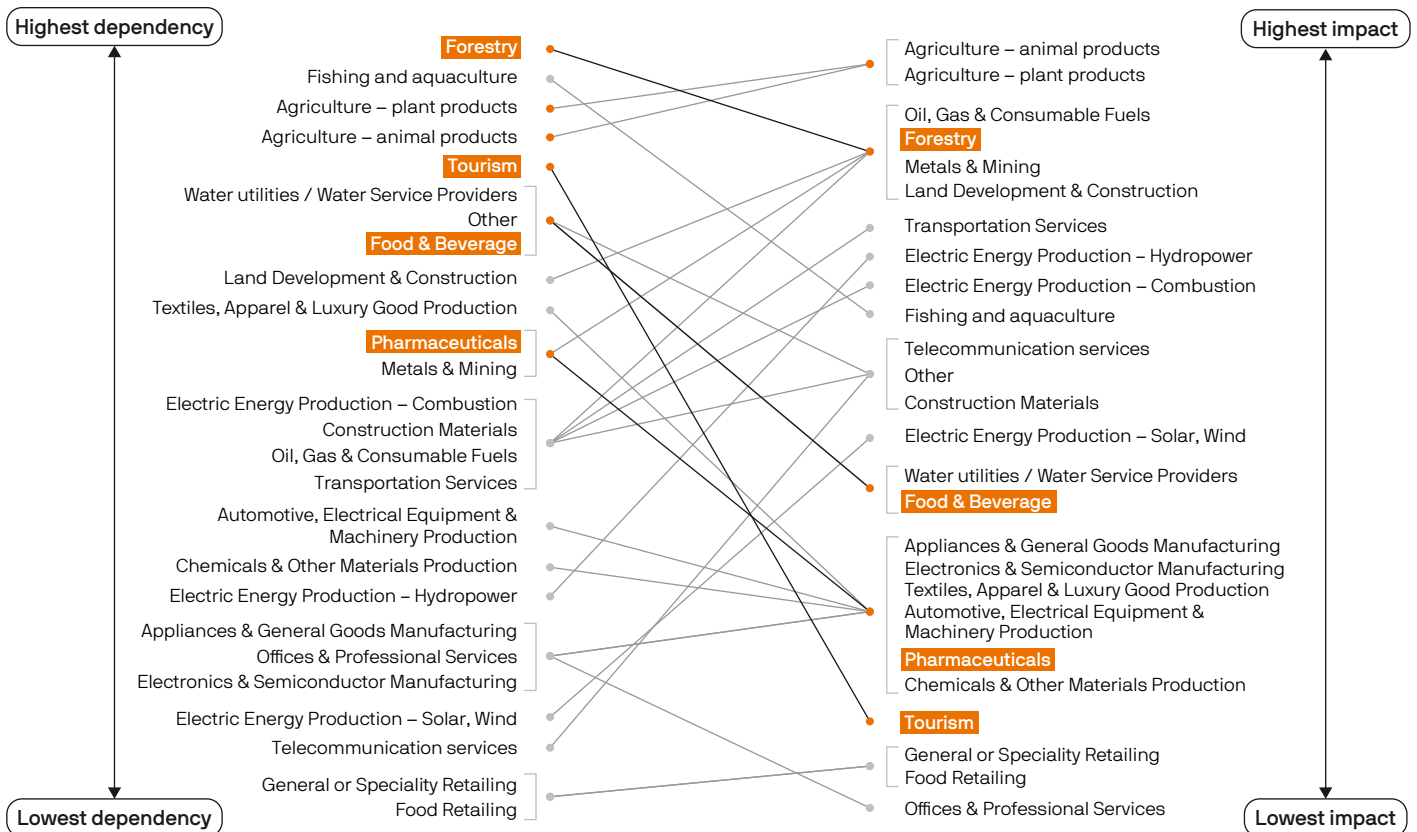 Highest dependency
Forestry
Fishing and aquaculture
Agriculture – plant products
Agriculture – animal products
Tourism
Water utilities / Water Service Providers
Other
Food & Beverage
Land Development & Construction
Textiles, Apparel & Luxury Good Production
Pharmaceuticals
Metals & Mining
Electric Energy Production – Combustion
Construction Materials
Oil, Gas & Consumable Fuels
Transportation Services
Automotive, Electrical Equipment &
Machinery Production
Chemicals & Other Materials Production
Electric Energy Production – Hydropower
Appliances & General Goods Manufacturing
Offices & Professional Services
Electronics & Semiconductor Manufacturing
Electric Energy Production – Solar, Wind
Telecommunication services
General or Speciality Retailing
Food Retailing
Lowest dependency
Highest impact
Agriculture – animal products
Agriculture – plant products
Oil, Gas & Consumable Fuels
Forestry
Metals & Mining
Land Development & Construction
Transportation Services
Electric Energy Production – Hydropower
Electric Energy Production – Combustion
Fishing and aquaculture
Telecommunication services
Other
Construction Materials
Electric Energy Production – Solar, Wind
Water utilities / Water Service Providers
Food & Beverage
Appliances & General Goods Manufacturing
Electronics & Semiconductor Manufacturing
Textiles, Apparel & Luxury Good Production
Automotive, Electrical Equipment &
Machinery Production
Pharmaceuticals
Chemicals & Other Materials Production
Tourism
General or Speciality Retailing
Food Retailing
Offices & Professional Services
Lowest impact